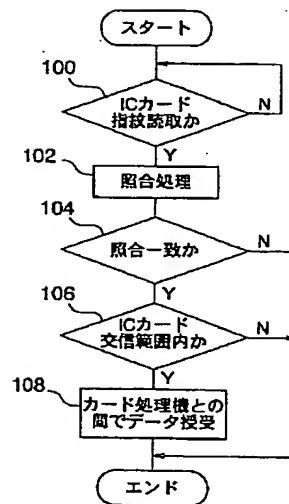 スタート
100
ICカード
指紋読取か
N
Y
102
照合処理
104
照合一致か
N
Y
106
ICカード
交信範囲内か
N
Y
108
カード処理機との
間でデータ授受
エンド